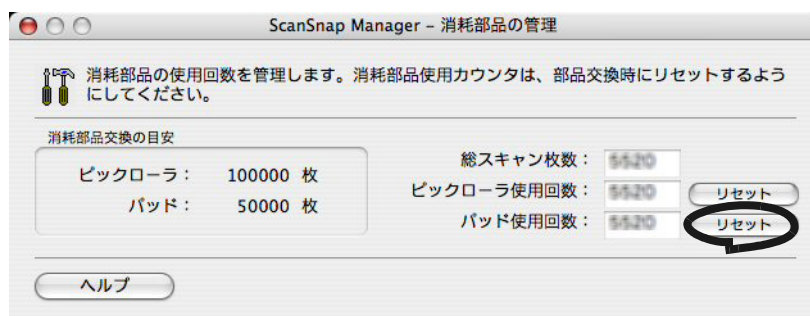 ScanSnap Manager – 消耗部品の管理
消耗部品の使用回数を管理します。消耗部品使用カウンタは、部品交換時にリセットするよう
にしてください。
消耗部品交換の目安
ピックローラ： 100000 枚
パッド： 50000 枚
総スキャン枚数：
ピックローラ使用回数： リセット
パッド使用回数： リセット
ヘルプ